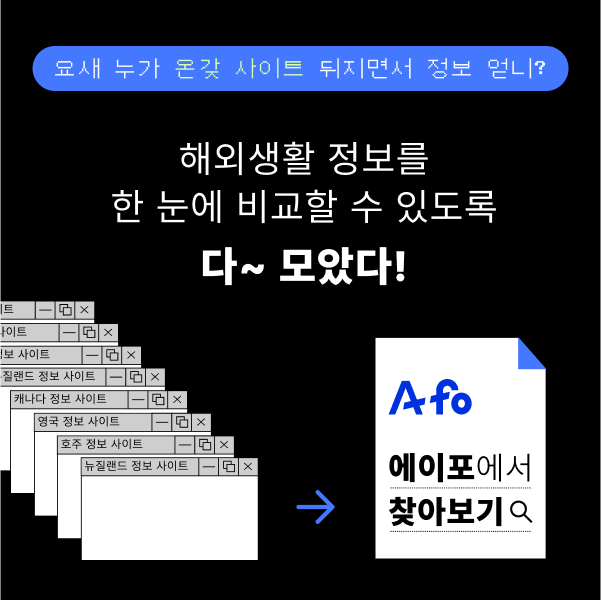 요새 누가 온갖 사이트 뒤지면서 정보 얻니?
해외생활 정보를
한 눈에 비교할 수 있도록
다~ 모았다!
이트
사이트
정보 사이트
질랜드 정보 사이트
캐나다 정보 사이트
영국 정보 사이트
호주 정보 사이트
뉴질랜드 정보 사이트
Afo
에이포에서
찾아보기